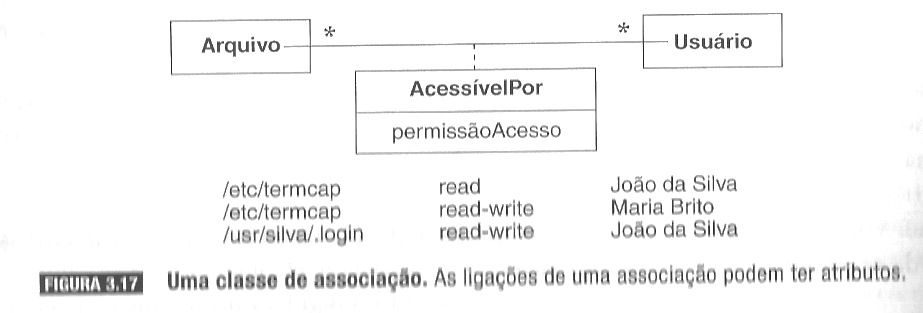 Arquivo * * Usuário
AcessívelPor
permissãoAcesso
/etc/termcap read João da Silva
/etc/termcap read-write Maria Brito
/usr/silva/.login read-write João da Silva
FIGURA 3.17 Uma classe de associação. As ligações de uma associação podem ter atributos.